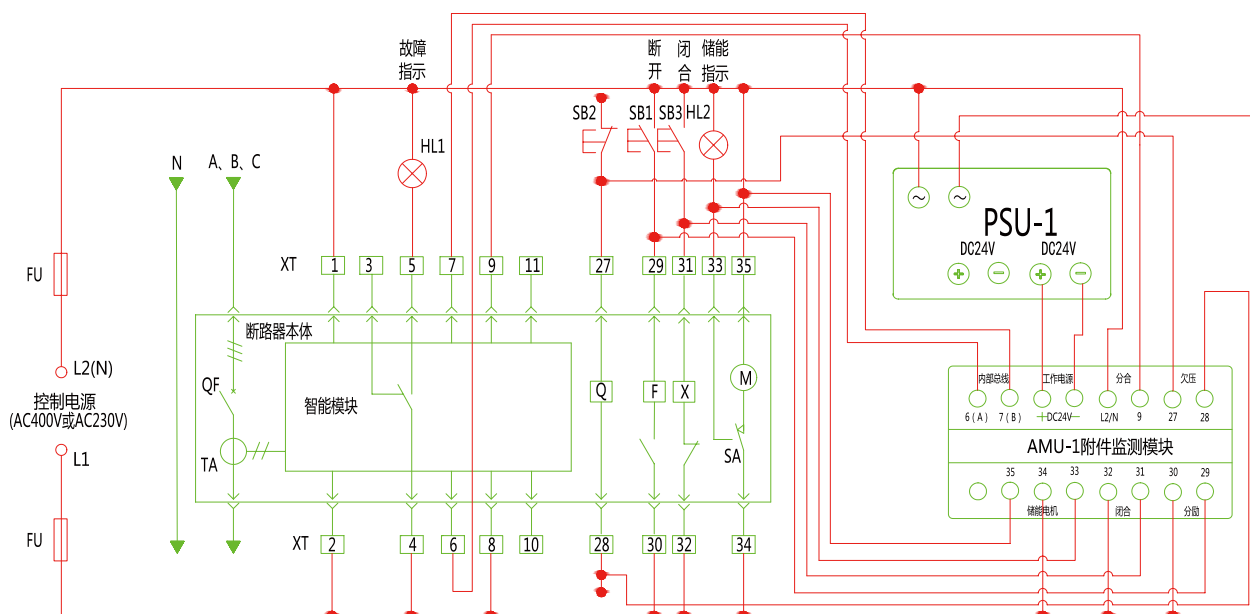 故障
指示
断
开
闭
合
储能
指示
SB2
SB1
SB3
HL2
HL1
N
A、B、C
PSU-1
DC24V
DC24V
FU
XT
1
3
5
7
9
11
27
29
31
33
35
断路器本体
L2(N)
QF
控制电源
(AC400V或AC230V)
智能模块
Q
F
X
M
L1
TA
SA
内部总线
工作电源
分合
欠压
6(A)
7(B)
DC24V
L2/N
9
27
28
AMU-1附件监测模块
35
34
33
32
31
30
29
储能电机
闭合
分励
FU
XT
2
4
6
8
10
28
30
32
34